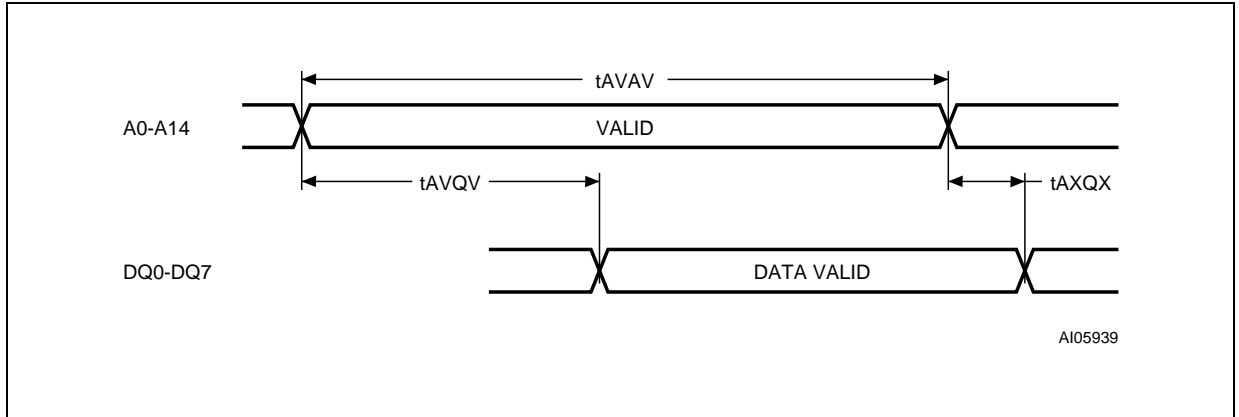 tAVAV
A0-A14
VALID
tAVQV
tAXQX
DQ0-DQ7
DATA VALID
AI05939